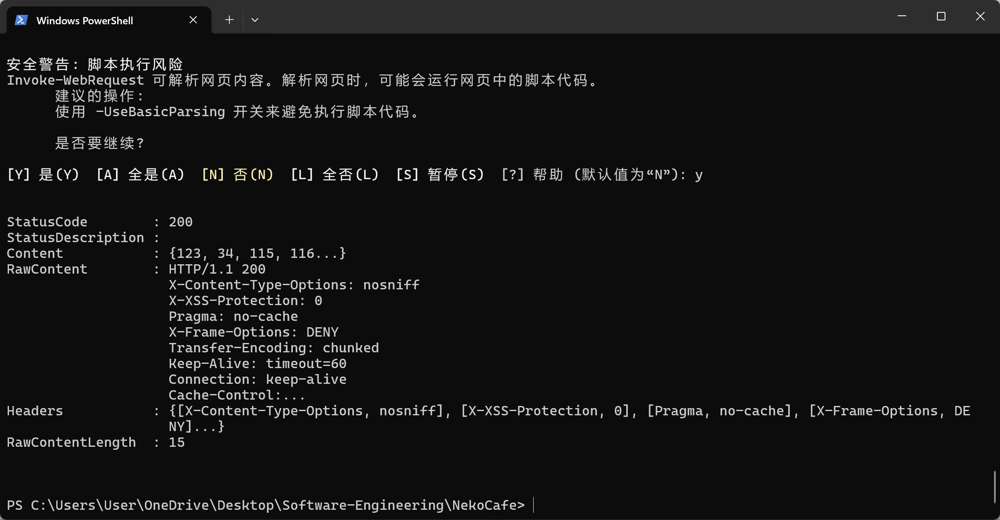 Windows PowerShell
安全警告: 脚本执行风险
Invoke-WebRequest 可解析网页内容。解析网页时，可能会运行网页中的脚本代码。
建议的操作:
使用 -UseBasicParsing 开关来避免执行脚本代码。
是否要继续?
[Y] 是(Y)  [A] 全是(A)  [N] 否(N)  [L] 全否(L)  [S] 暂停(S)  [?] 帮助 (默认值为“N”): y
StatusCode        : 200
StatusDescription :
Content           : {123, 34, 115, 116...}
RawContent        : HTTP/1.1 200
X-Content-Type-Options: nosniff
X-XSS-Protection: 0
Pragma: no-cache
X-Frame-Options: DENY
Transfer-Encoding: chunked
Keep-Alive: timeout=60
Connection: keep-alive
Cache-Control:...
Headers           : {[X-Content-Type-Options, nosniff], [X-XSS-Protection, 0], [Pragma, no-cache], [X-Frame-Options, DE
NY]...}
RawContentLength  : 15
PS C:\Users\User\OneDrive\Desktop\Software-Engineering\NekoCafe>